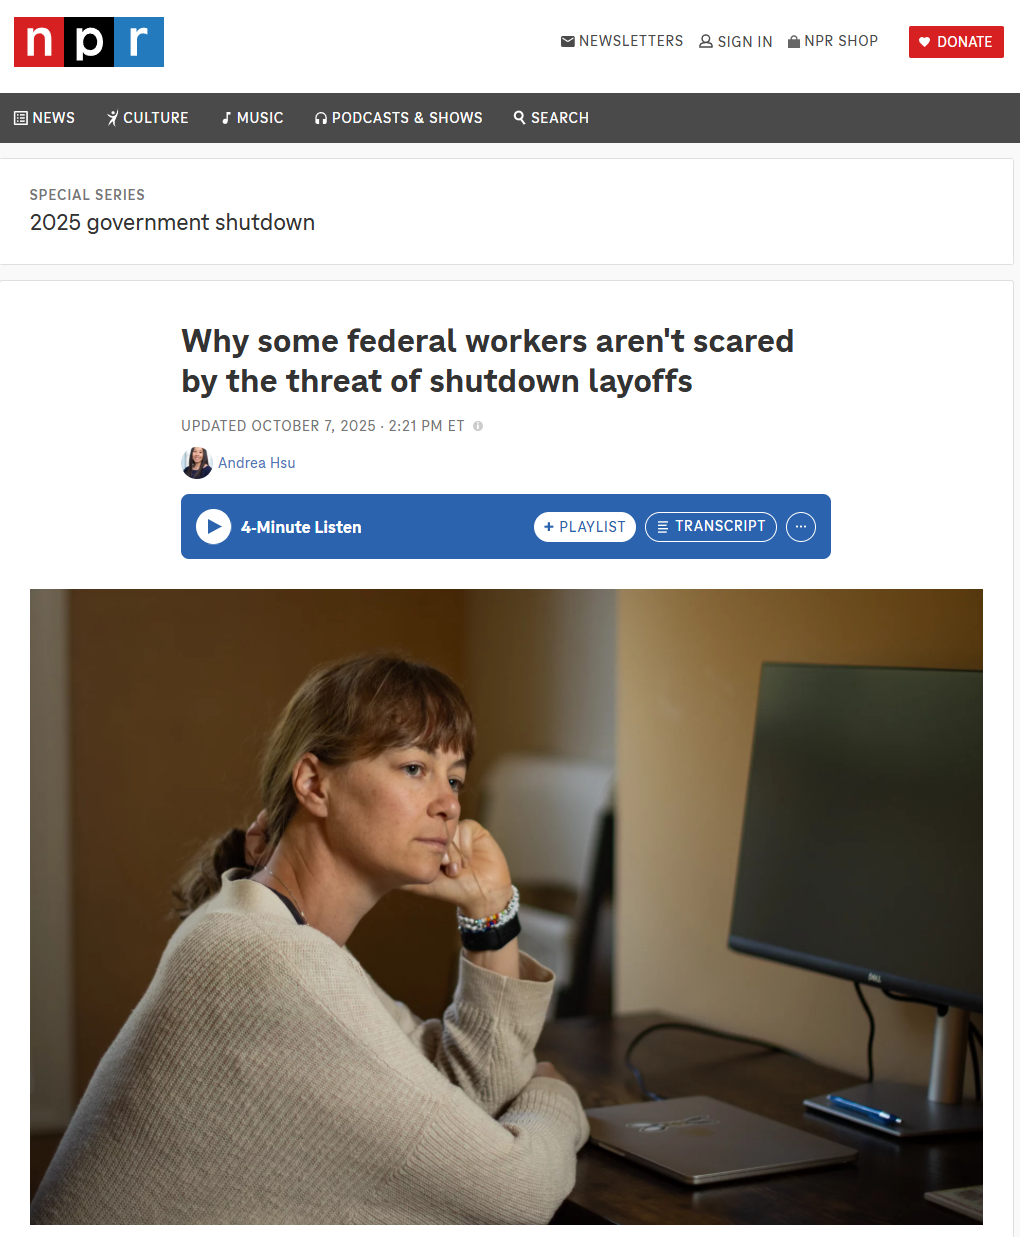 npr
NEWSLETTERS SIGN IN NPR SHOP DONATE
NEWS CULTURE MUSIC PODCASTS & SHOWS SEARCH
SPECIAL SERIES
2025 government shutdown
Why some federal workers aren't scared
by the threat of shutdown layoffs
UPDATED OCTOBER 7, 2025 · 2:21 PM ET
Andrea Hsu
4-Minute Listen + PLAYLIST TRANSCRIPT ···
DELL